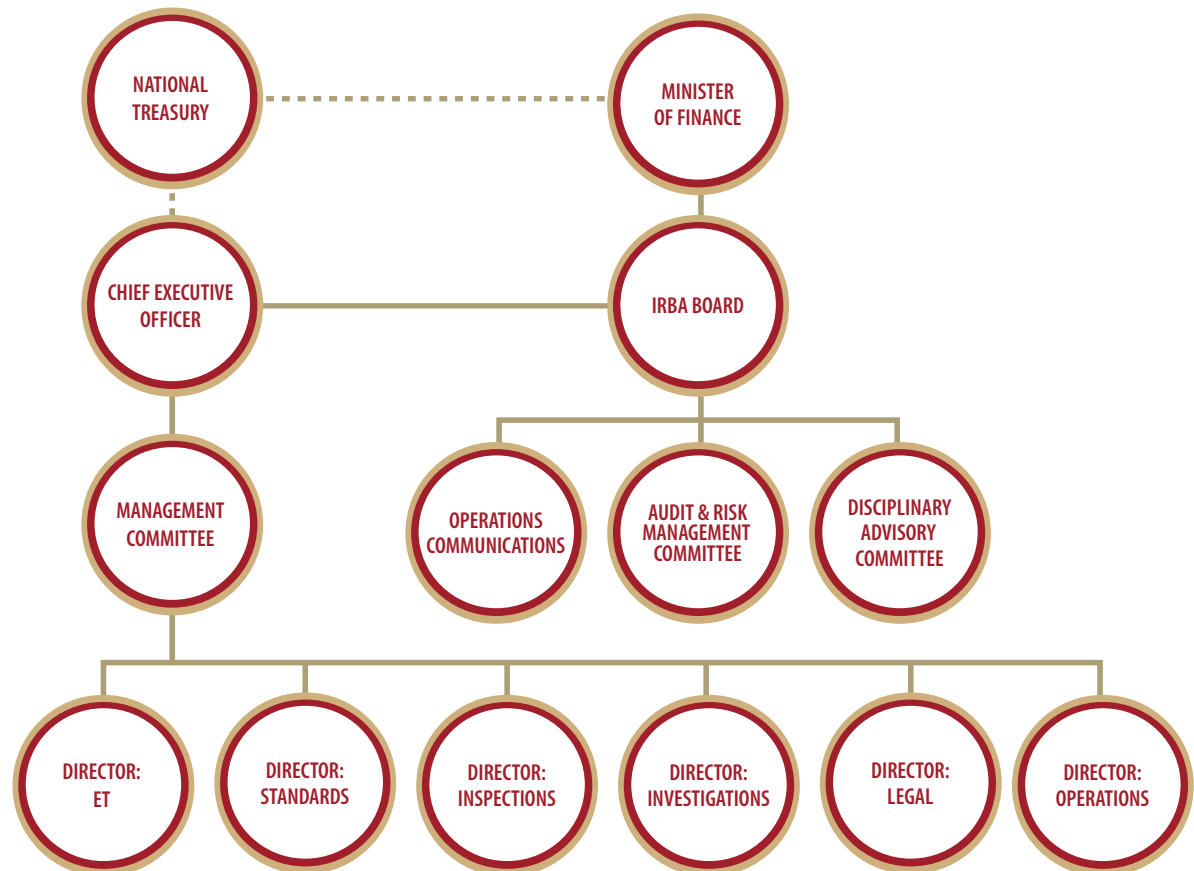 NATIONAL
TREASURY
MINISTER
OF FINANCE
CHIEF EXECUTIVE
OFFICER
IRBA BOARD
MANAGEMENT
COMMITTEE
OPERATIONS
COMMUNICATIONS
AUDIT & RISK
MANAGEMENT
COMMITTEE
DISCIPLINARY
ADVISORY
COMMITTEE
DIRECTOR:
ET
DIRECTOR:
STANDARDS
DIRECTOR:
INSPECTIONS
DIRECTOR:
INVESTIGATIONS
DIRECTOR:
LEGAL
DIRECTOR:
OPERATIONS